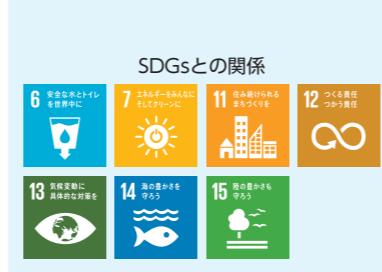 SDGsとの関係
6 安全な水とトイレ
を世界中に
7 エネルギーをみんなに
そしてクリーンに
11 住み続けられる
まちづくりを
12 つくる責任
つかう責任
13 気候変動に
具体的な対策を
14 海の豊かさを
守ろう
15 陸の豊かさも
守ろう